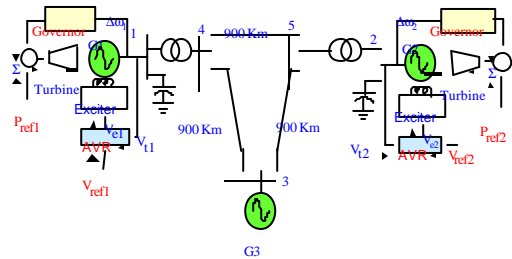 Δω1
Governor
G1
1
4
900 Km
5
2
Δω2
Governor
G2
Σ
Turbine
Exciter
Pref1
Ve1
AVR
Vt1
Vref1
900 Km
900 Km
3
G3
Σ
Turbine
Exciter
Pref2
Ve2
Vt2
AVR
Vref2